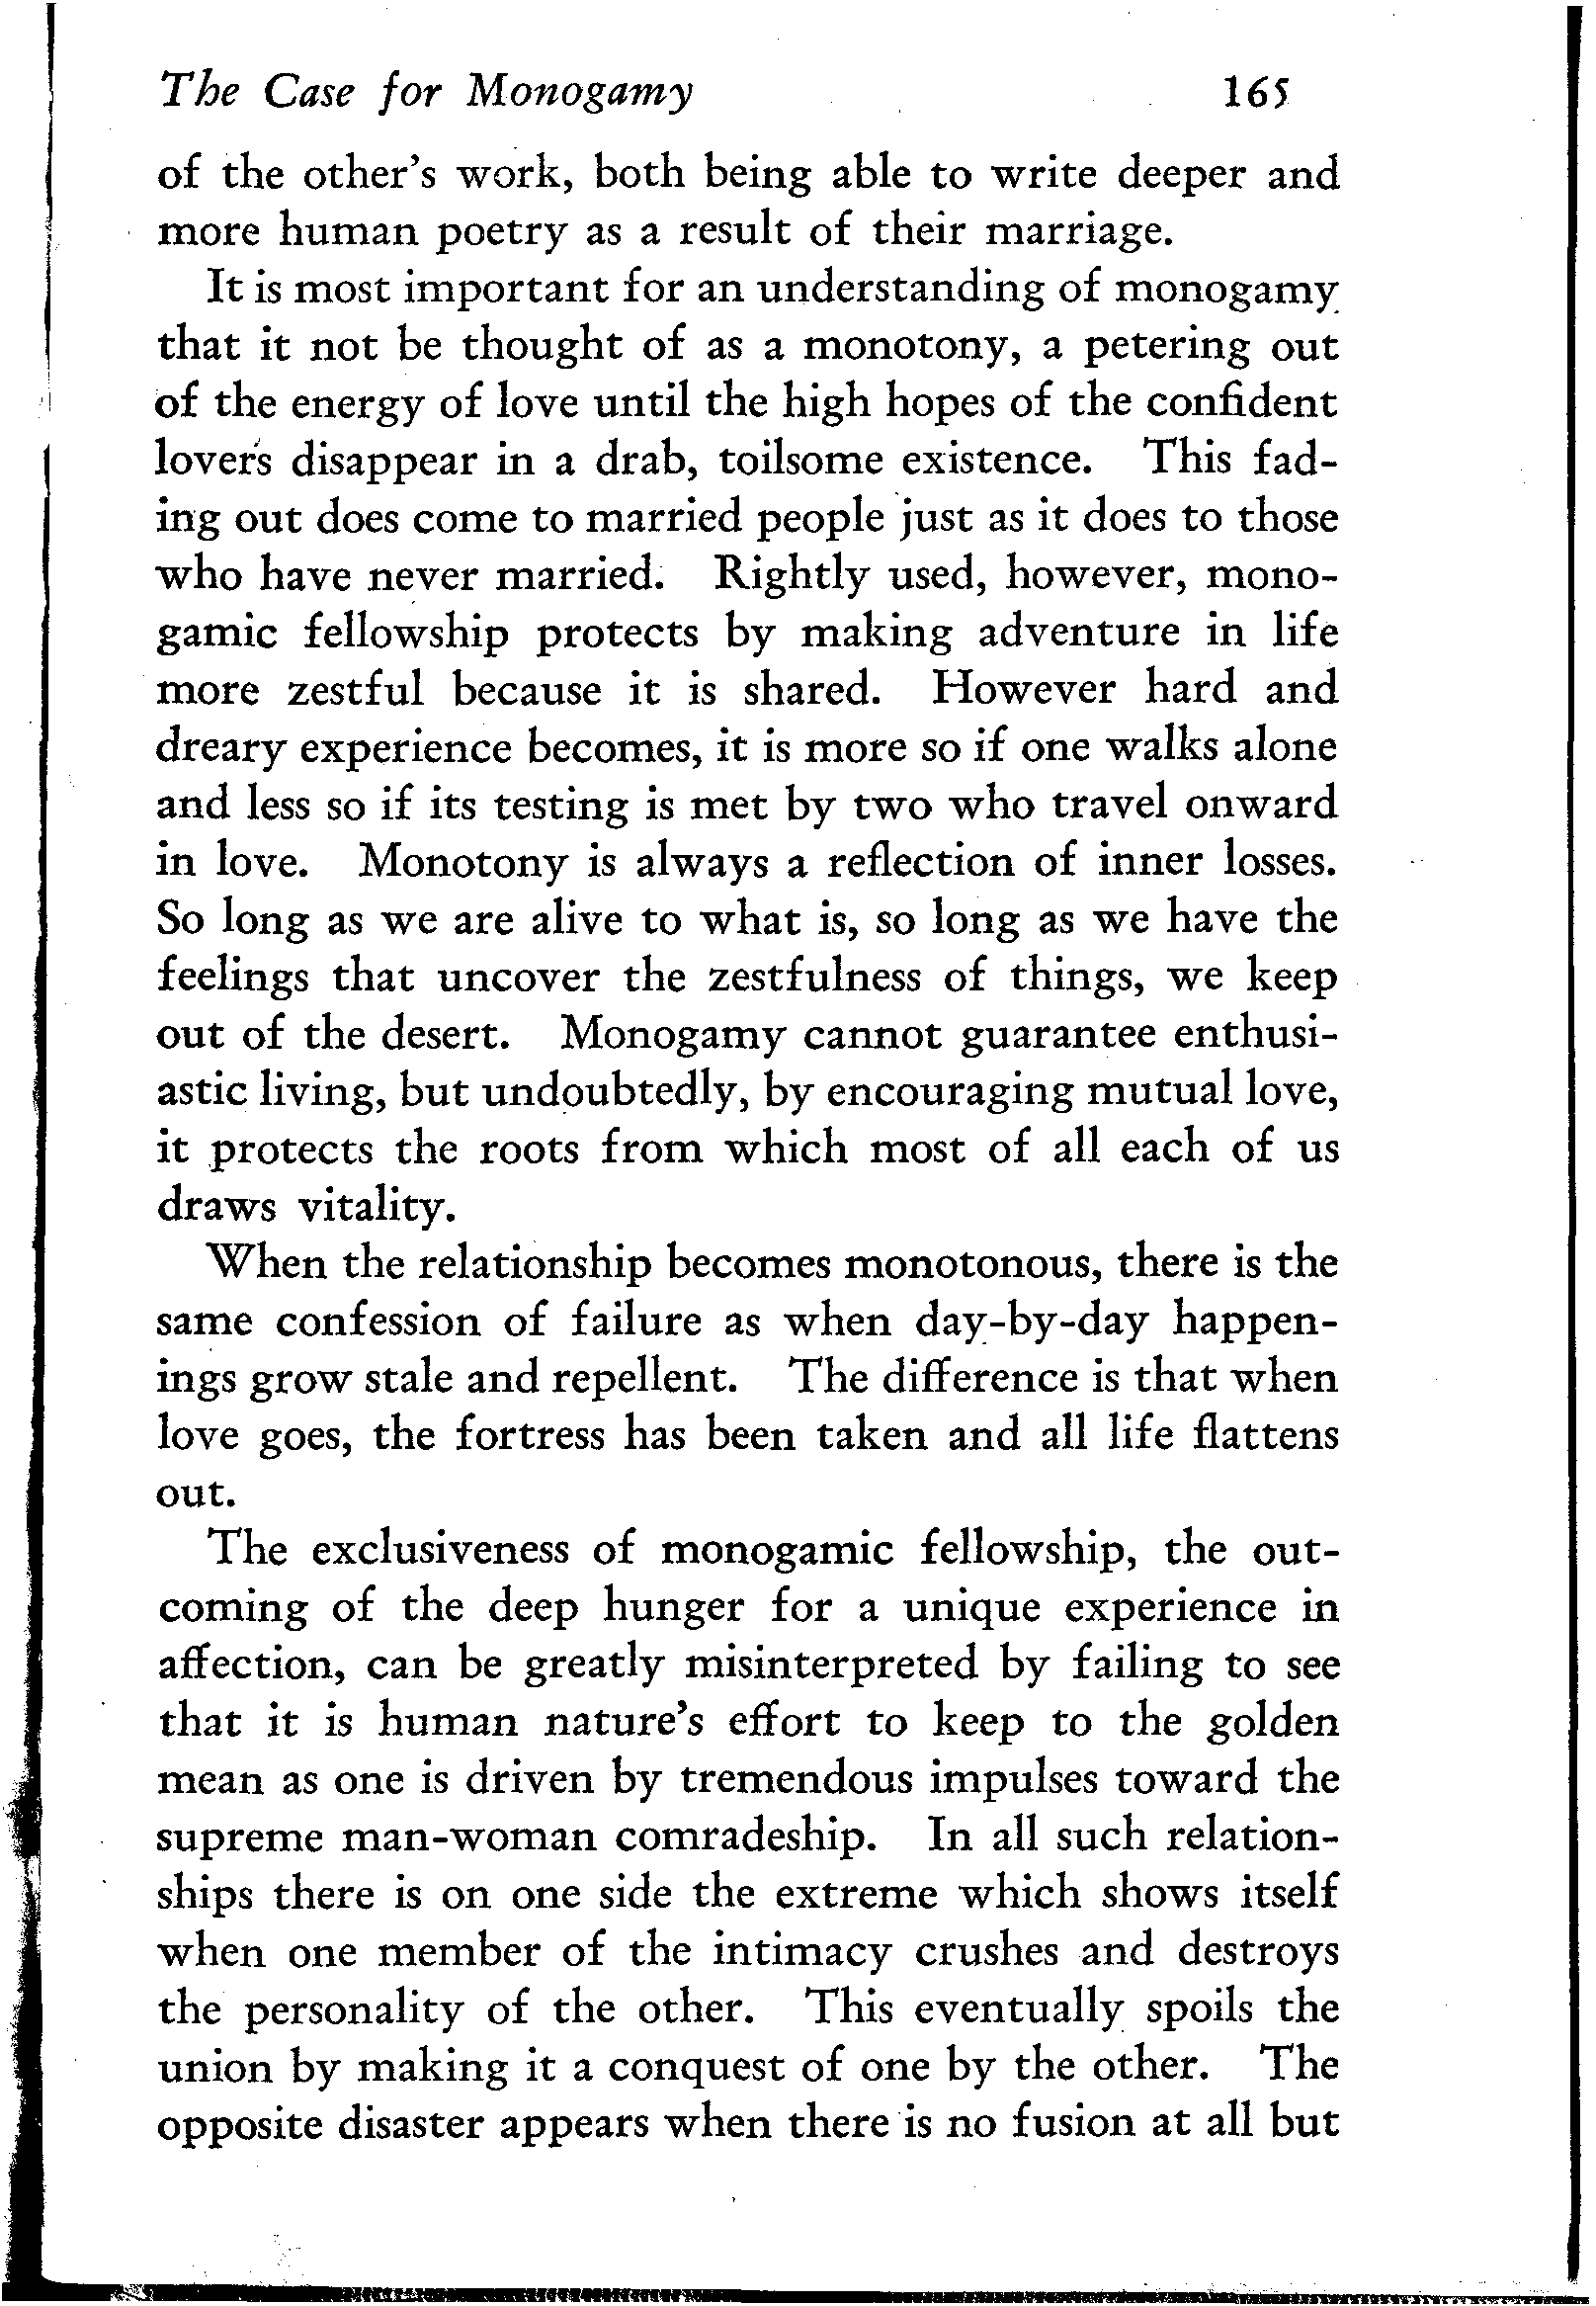 The Case for Monogamy 165
of the other's work, both being able to write deeper and
more human poetry as a result of their marriage.
It is most important for an understanding of monogamy
that it not be thought of as a monotony, a petering out
of the energy of love until the high hopes of the confident
lovers disappear in a drab, toilsome existence. This fad-
ing out does come to married people just as it does to those
who have never married. Rightly used, however, mono-
gamic fellowship protects by making adventure in life
more zestful because it is shared. However hard and
dreary experience becomes, it is more so if one walks alone
and less so if its testing is met by two who travel onward
in love. Monotony is always a reflection of inner losses.
So long as we are alive to what is, so long as we have the
feelings that uncover the zestfulness of things, we keep
out of the desert. Monogamy cannot guarantee enthusi-
astic living, but undoubtedly, by encouraging mutual love,
it protects the roots from which most of all each of us
draws vitality.
When the relationship becomes monotonous, there is the
same confession of failure as when day-by-day happen-
ings grow stale and repellent. The difference is that when
love goes, the fortress has been taken and all life flattens
out.
The exclusiveness of monogamic fellowship, the out-
coming of the deep hunger for a unique experience in
affection, can be greatly misinterpreted by failing to see
that it is human nature's effort to keep to the golden
mean as one is driven by tremendous impulses toward the
supreme man-woman comradeship. In all such relation-
ships there is on one side the extreme which shows itself
when one member of the intimacy crushes and destroys
the personality of the other. This eventually spoils the
union by making it a conquest of one by the other. The
opposite disaster appears when there is no fusion at all but